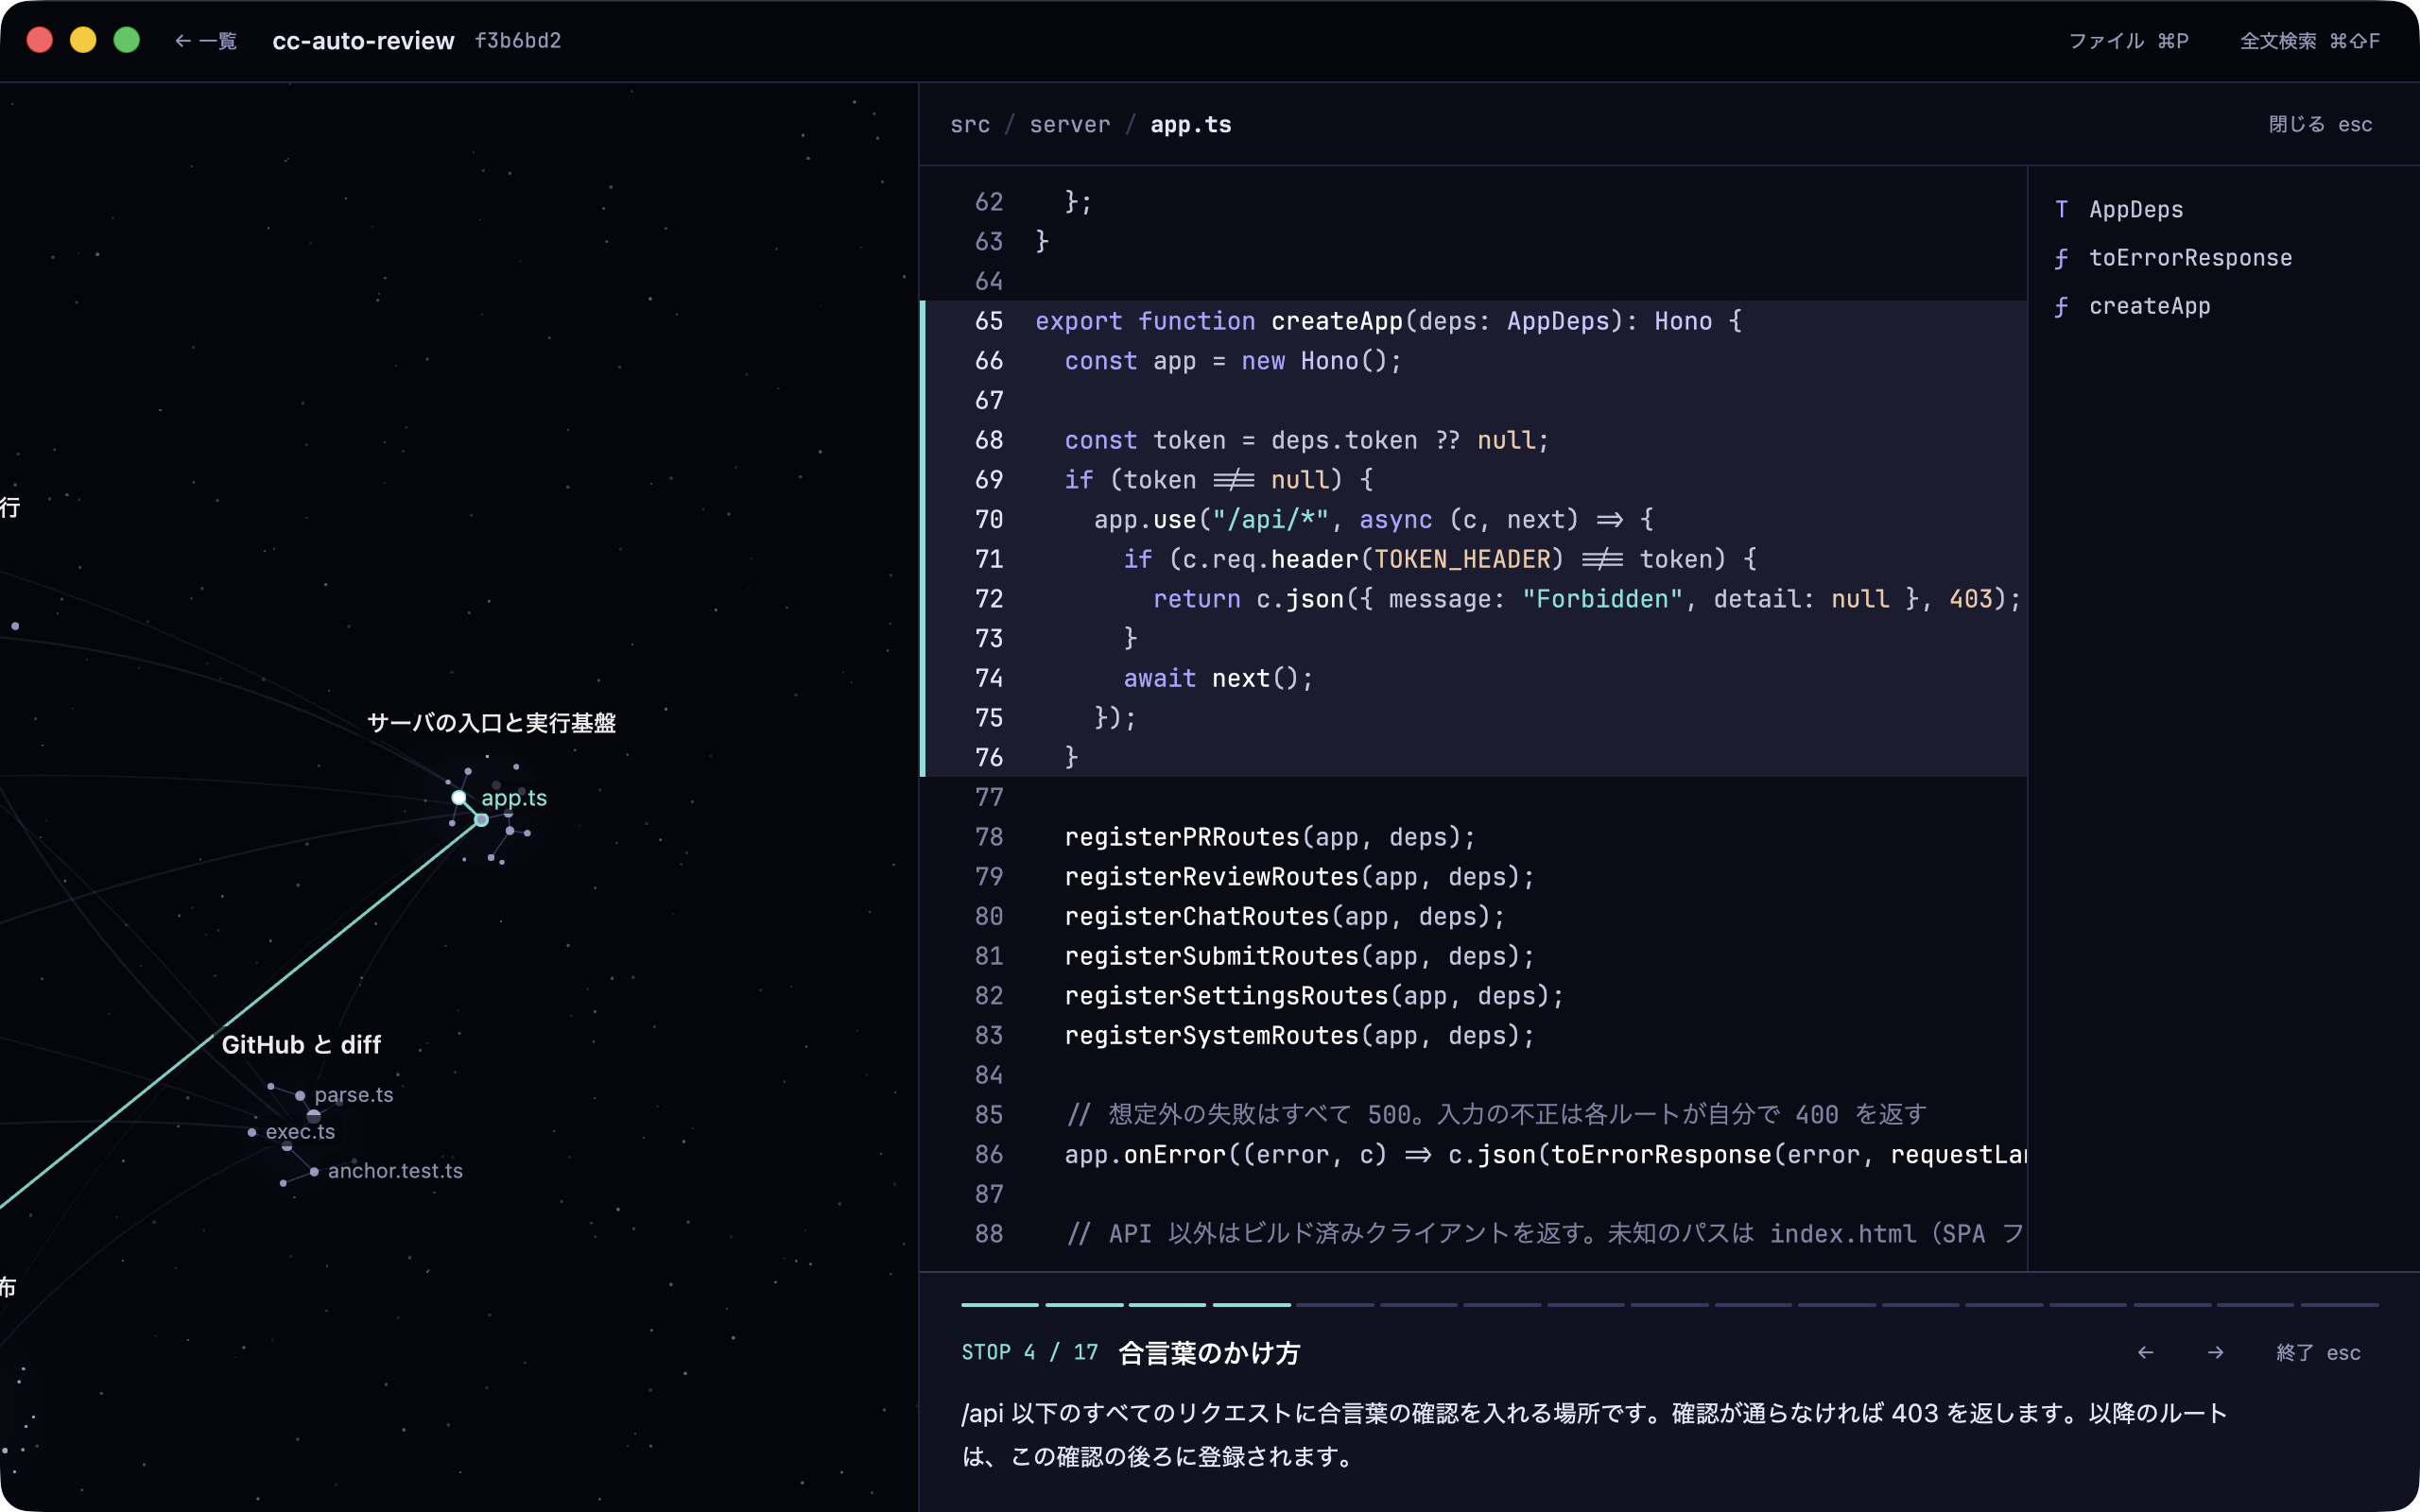 ← 一覧 cc-auto-review f3b6bd2 ファイル ⌘P 全文検索 ⌘⇧F
行
サーバの入口と実行基盤
app.ts
GitHub と diff
parse.ts
exec.ts
anchor.test.ts
布
src / server / app.ts 閉じる esc
62   };
63 }
64
65 export function createApp(deps: AppDeps): Hono {
66   const app = new Hono();
67
68   const token = deps.token ?? null;
69   if (token !== null) {
70     app.use("/api/*", async (c, next) => {
71       if (c.req.header(TOKEN_HEADER) !== token) {
72         return c.json({ message: "Forbidden", detail: null }, 403);
73       }
74       await next();
75     });
76   }
77
78   registerPRRoutes(app, deps);
79   registerReviewRoutes(app, deps);
80   registerChatRoutes(app, deps);
81   registerSubmitRoutes(app, deps);
82   registerSettingsRoutes(app, deps);
83   registerSystemRoutes(app, deps);
84
85   // 想定外の失敗はすべて 500。入力の不正は各ルートが自分で 400 を返す
86   app.onError((error, c) => c.json(toErrorResponse(error, requestLan
87
88   // API 以外はビルド済みクライアントを返す。未知のパスは index.html（SPA フ
T AppDeps
ƒ toErrorResponse
ƒ createApp
STOP 4 / 17 合言葉のかけ方 ← → 終了 esc
/api 以下のすべてのリクエストに合言葉の確認を入れる場所です。確認が通らなければ 403 を返します。以降のルート
は、この確認の後ろに登録されます。